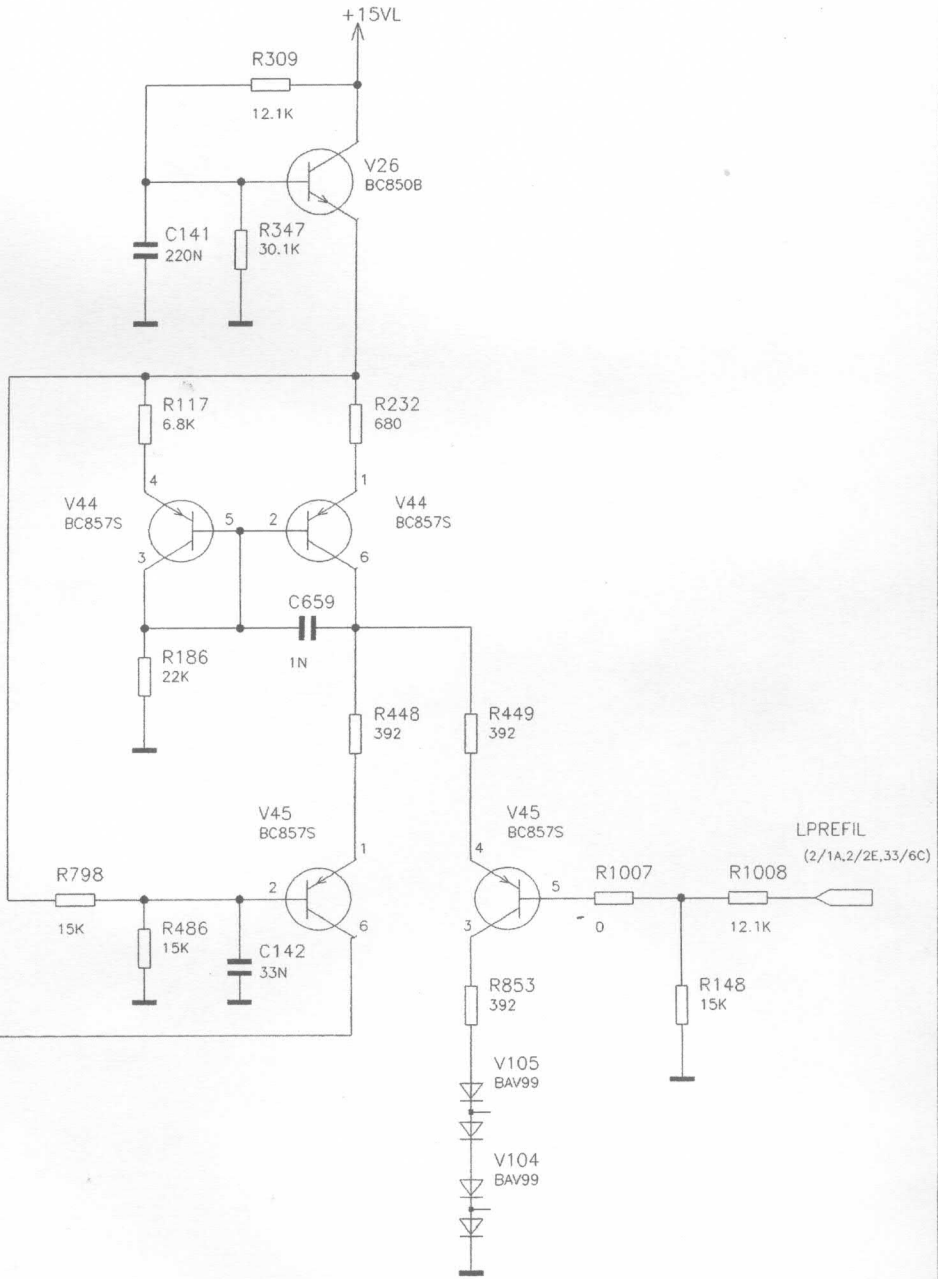 +15VL
R309
12.1K
V26
BC850B
C141
220N
R347
30.1K
R117
6.8K
R232
680
4
1
V44
BC857S
5
2
V44
BC857S
3
6
C659
1N
R186
22K
R448
392
R449
392
V45
BC857S
V45
BC857S
1
4
LPREFIL
(2/1A,2/2E,33/6C)
R798
15K
2
R486
15K
C142
33N
6
5
3
R1007
0
R1008
12.1K
R853
392
R148
15K
V105
BAV99
V104
BAV99